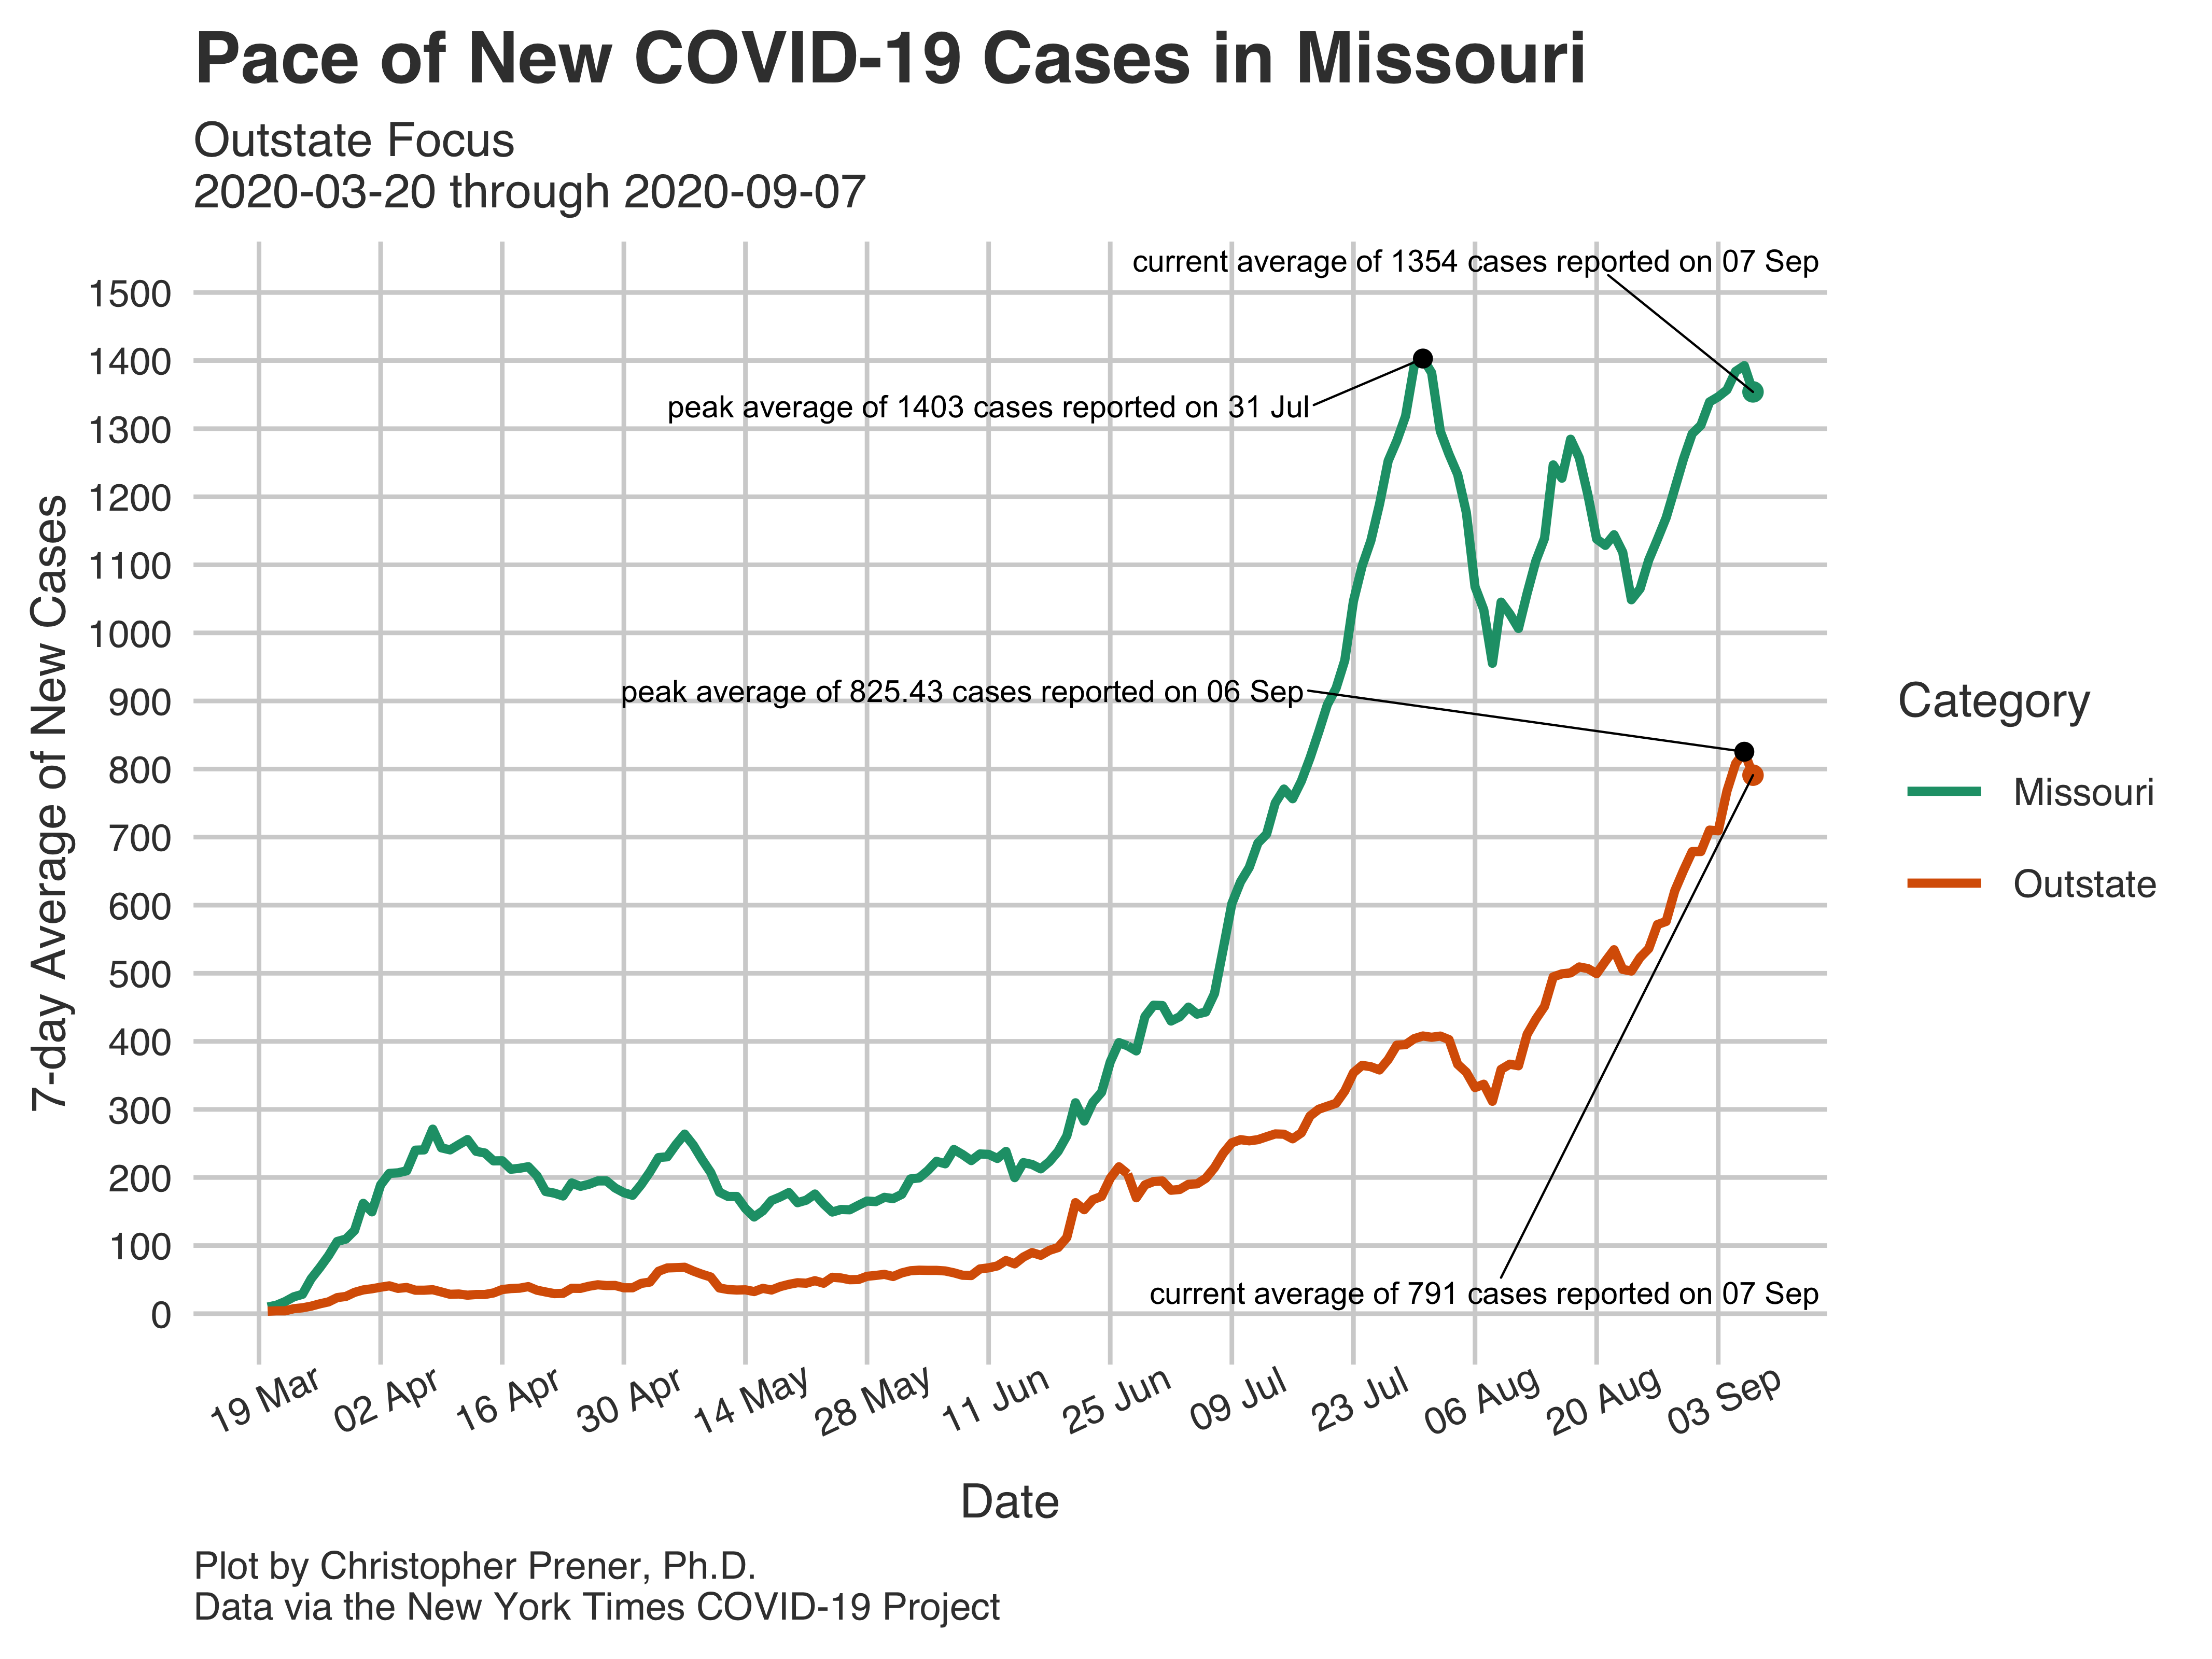 Pace of New COVID-19 Cases in Missouri
Outstate Focus
2020-03-20 through 2020-09-07
current average of 1354 cases reported on 07 Sep
peak average of 1403 cases reported on 31 Jul
peak average of 825.43 cases reported on 06 Sep
current average of 791 cases reported on 07 Sep
7-day Average of New Cases
1500
1400
1300
1200
1100
1000
900
800
700
600
500
400
300
200
100
0
19 Mar
02 Apr
16 Apr
30 Apr
14 May
28 May
11 Jun
25 Jun
09 Jul
23 Jul
06 Aug
20 Aug
03 Sep
Date
Category
Missouri
Outstate
Plot by Christopher Prener, Ph.D.
Data via the New York Times COVID-19 Project